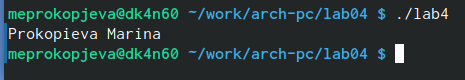 meprokopjeva@dk4n60 ~/work/arch-pc/lab04 $ ./lab4
Prokopieva Marina
meprokopjeva@dk4n60 ~/work/arch-pc/lab04 $